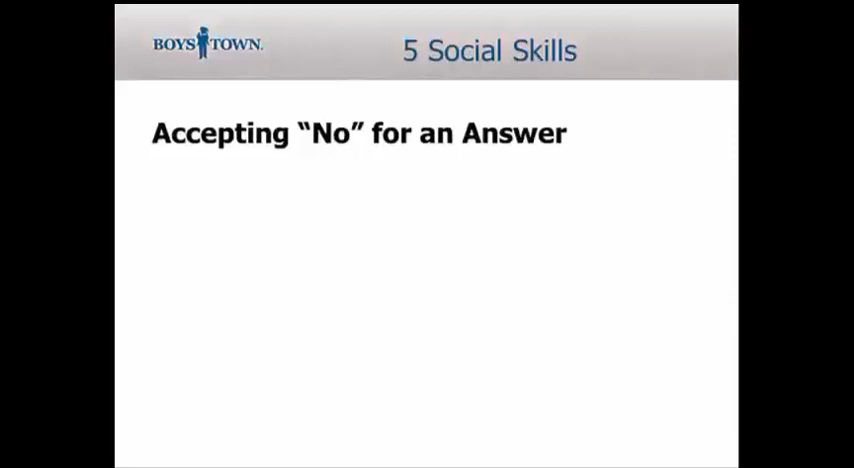 BOYS TOWN.
5 Social Skills
Accepting “No” for an Answer